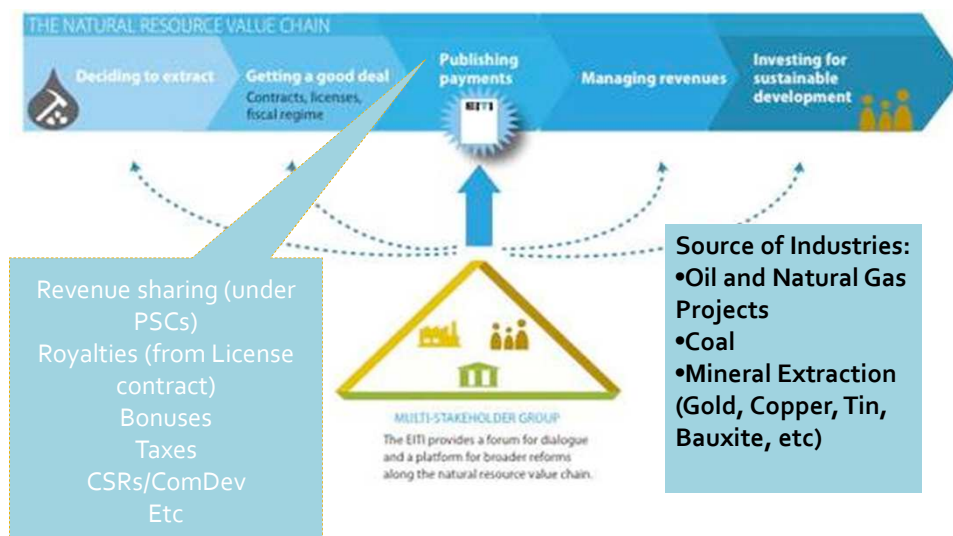 THE NATURAL RESOURCE VALUE CHAIN
Deciding to extract
Getting a good deal
Contracts, licenses,
fiscal regime
Publishing
payments
EITI
Managing revenues
Investing for
sustainable
development
Revenue sharing (under
PSCs)
Royalties (from License
contract)
Bonuses
Taxes
CSRs/ComDev
Etc
MULTI-STAKEHOLDER GROUP
The EITI provides a forum for dialogue
and a platform for broader reforms
along the natural resource value chain.
Source of Industries:
•Oil and Natural Gas
Projects
•Coal
•Mineral Extraction
(Gold, Copper, Tin,
Bauxite, etc)